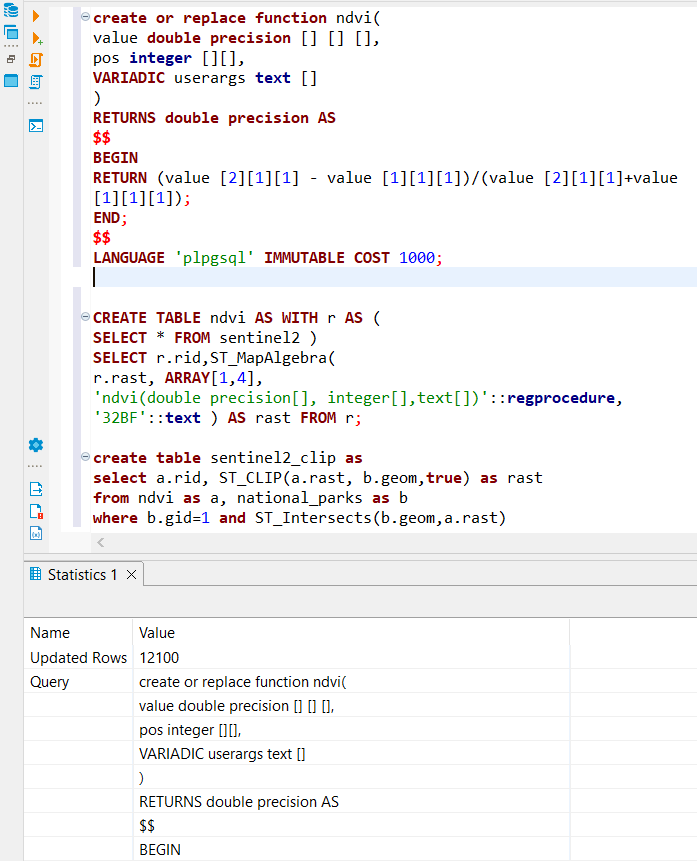 create or replace function ndvi(
value double precision [] [] [],
pos integer [][],
VARIADIC userargs text []
)
RETURNS double precision AS
$$
BEGIN
RETURN (value [2][1][1] - value [1][1][1])/(value [2][1][1]+value
[1][1][1]);
END;
$$
LANGUAGE 'plpgsql' IMMUTABLE COST 1000;
CREATE TABLE ndvi AS WITH r AS (
SELECT * FROM sentinel2 )
SELECT r.rid,ST_MapAlgebra(
r.rast, ARRAY[1,4],
'ndvi(double precision[], integer[],text[])'::regprocedure,
'32BF'::text ) AS rast FROM r;
create table sentinel2_clip as
select a.rid, ST_CLIP(a.rast, b.geom,true) as rast
from ndvi as a, national_parks as b
where b.gid=1 and ST_Intersects(b.geom,a.rast)
Statistics 1
Name Value
Updated Rows 12100
Query create or replace function ndvi(
value double precision [] [] [],
pos integer [][],
VARIADIC userargs text []
)
RETURNS double precision AS
$$
BEGIN